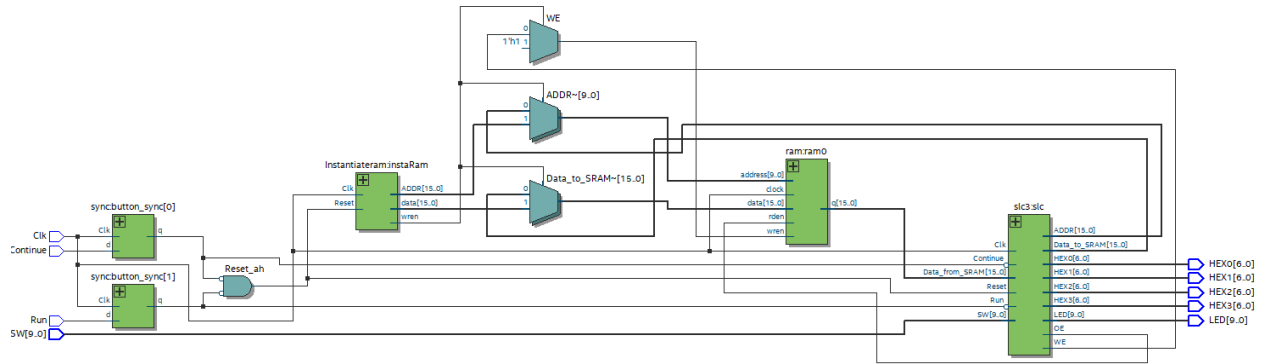 WE
0
1'h1
1
ADDR~[9..0]
0
1
ram:ram0
Instantiateram:instaRam
Data_to_SRAM~[15..0]
address[9..0]
Clk
ADDR[15..0]
0
clock
Reset
data[15..0]
1
data[15..0]
q[15..0]
sync:button_sync[0]
wren
rden
slc3:slc
wren
Clk
Clk
q
ADDR[15..0]
Continue
d
Clk
Data_to_SRAM[15..0]
Continue
HEX0[6..0]
HEX0[6..0]
sync:button_sync[1]
Reset_ah
Data_from_SRAM[15..0]
HEX1[6..0]
HEX1[6..0]
Reset
HEX2[6..0]
HEX2[6..0]
Clk
q
Run
HEX3[6..0]
HEX3[6..0]
Run
d
SW[9..0]
LED[9..0]
LED[9..0]
SW[9..0]
OE
WE